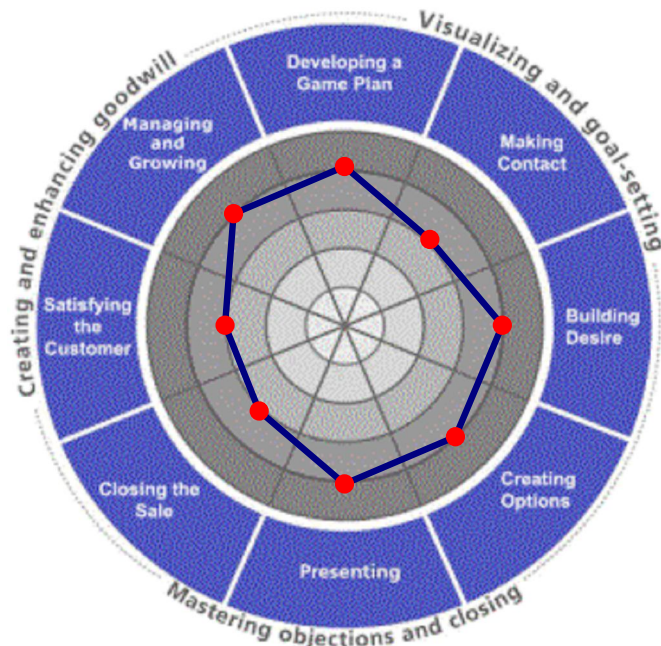 Visualizing and goal-setting
Developing a
Game Plan
Making
Contact
Building
Desire
Creating
Options
Presenting
Closing the
Sale
Satisfying
the
Customer
Managing
and
Growing
Mastering objections and closing
Creating and enhancing goodwill